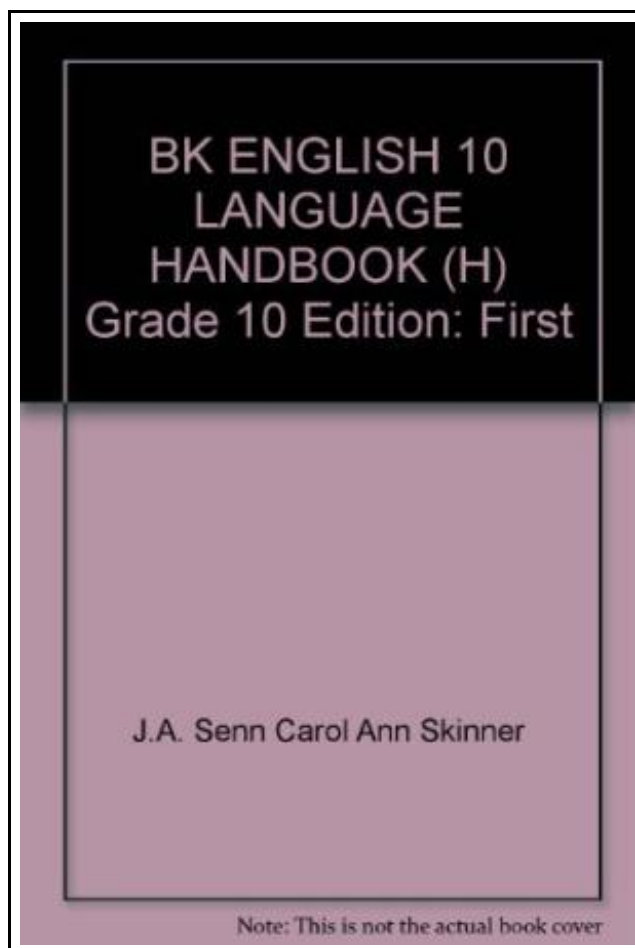 BK ENGLISH 10
LANGUAGE
HANDBOOK (H)
Grade 10 Edition: First
J.A. Senn Carol Ann Skinner
Note: This is not the actual book cover